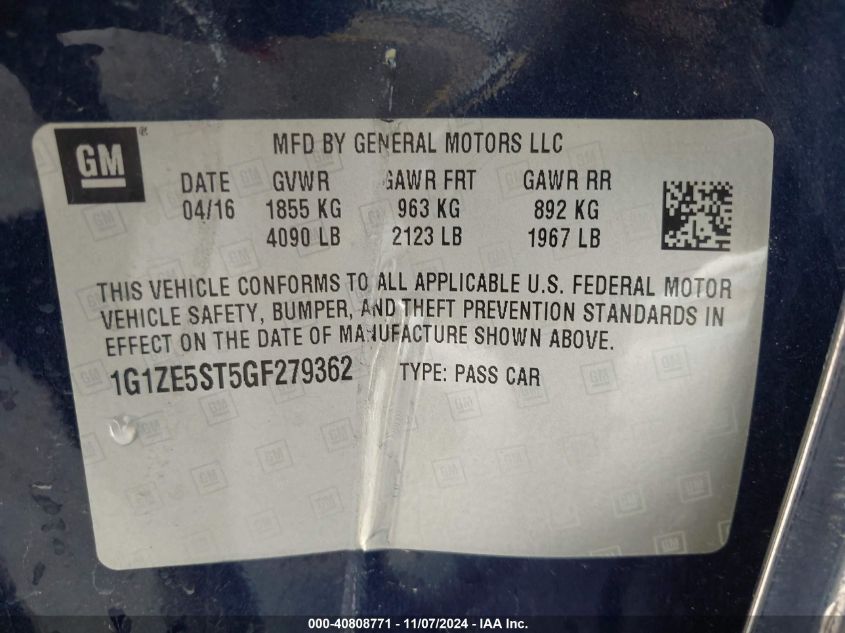 GM ®
MFD BY GENERAL MOTORS LLC
DATE GVWR GAWR FRT GAWR RR
04/16 1855 KG 963 KG 892 KG
4090 LB 2123 LB 1967 LB
THIS VEHICLE CONFORMS TO ALL APPLICABLE U.S. FEDERAL MOTOR
VEHICLE SAFETY, BUMPER, AND THEFT PREVENTION STANDARDS IN
EFFECT ON THE DATE OF MANUFACTURE SHOWN ABOVE.
1G1ZE5ST5GF279362 TYPE: PASS CAR
000-40808771 - 11/07/2024 - IAA Inc.